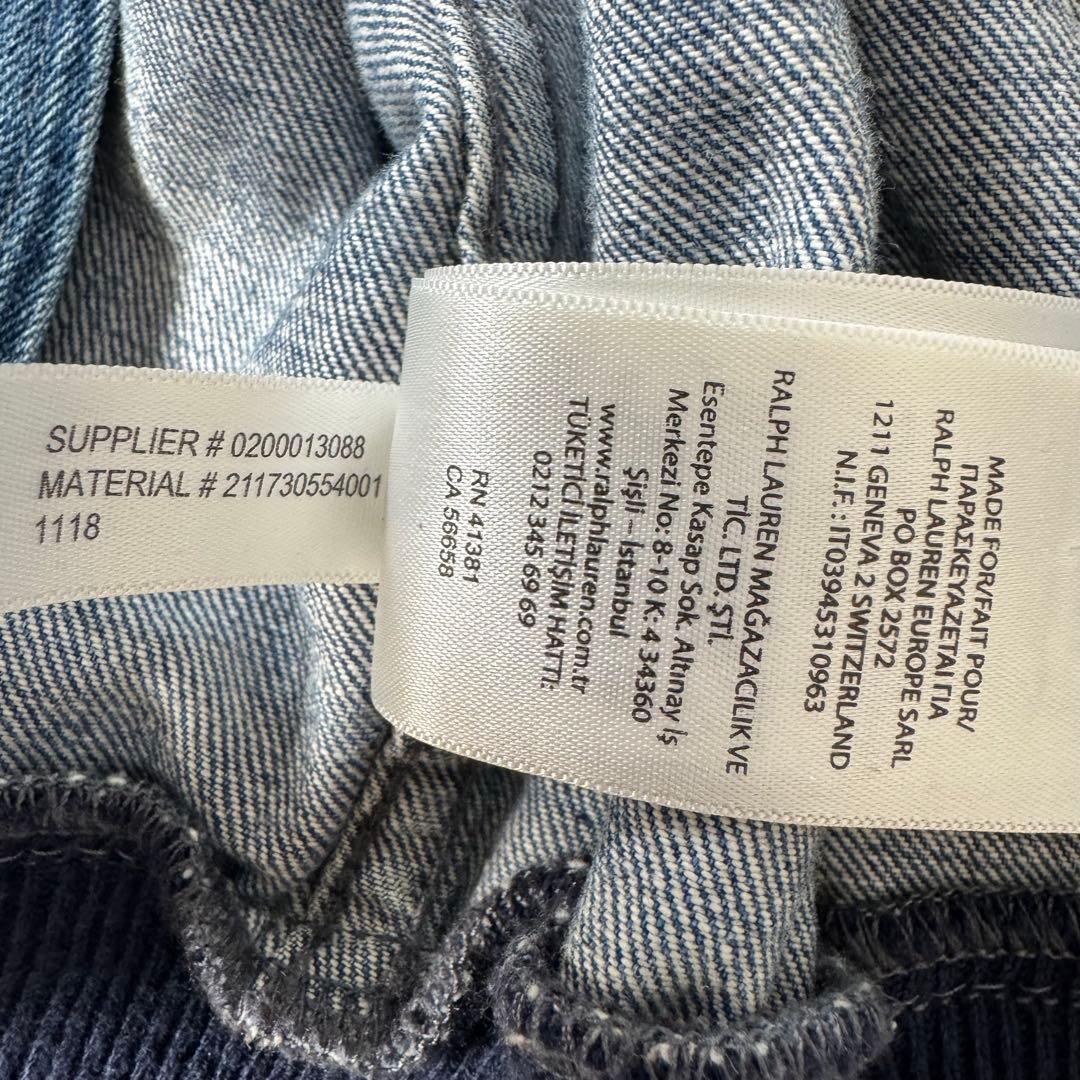 SUPPLIER # 0200013088
MATERIAL # 211730554001
1118
MADE FOR/FAIT POUR/
ΠΑΡΑΣΚΕΥΑΖΕΤΑΙ ΓΙΑ
RALPH LAUREN EUROPE SARL
PO BOX 2572
1211 GENEVA 2 SWITZERLAND
N.I.F.: IT03945310963
RALPH LAUREN MAĞAZACILIK VE
TİC. LTD. ŞTİ.
Esentepe Kasap Sok. Altınay İş
Merkezi No: 8-10 K: 4 34360
Şişli – İstanbul
www.ralphlauren.com.tr
TÜKETİCİ İLETİŞİM HATTI:
0212 345 69 69
RN 41381
CA 56658